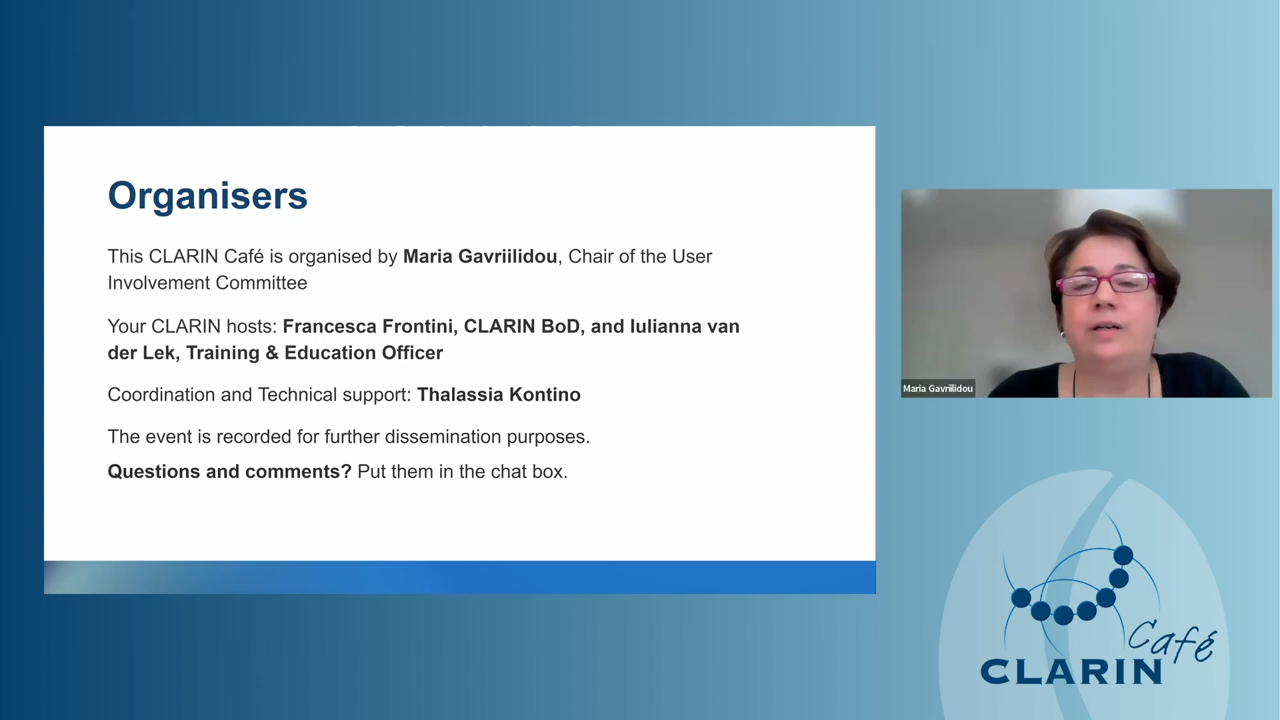 Organisers
This CLARIN Café is organised by Maria Gavriilidou, Chair of the User
Involvement Committee
Your CLARIN hosts: Francesca Frontini, CLARIN BoD, and Iulianna van
der Lek, Training & Education Officer
Coordination and Technical support: Thalassia Kontino
The event is recorded for further dissemination purposes.
Questions and comments? Put them in the chat box.
Maria Gavriilidou
Café
CLARIN